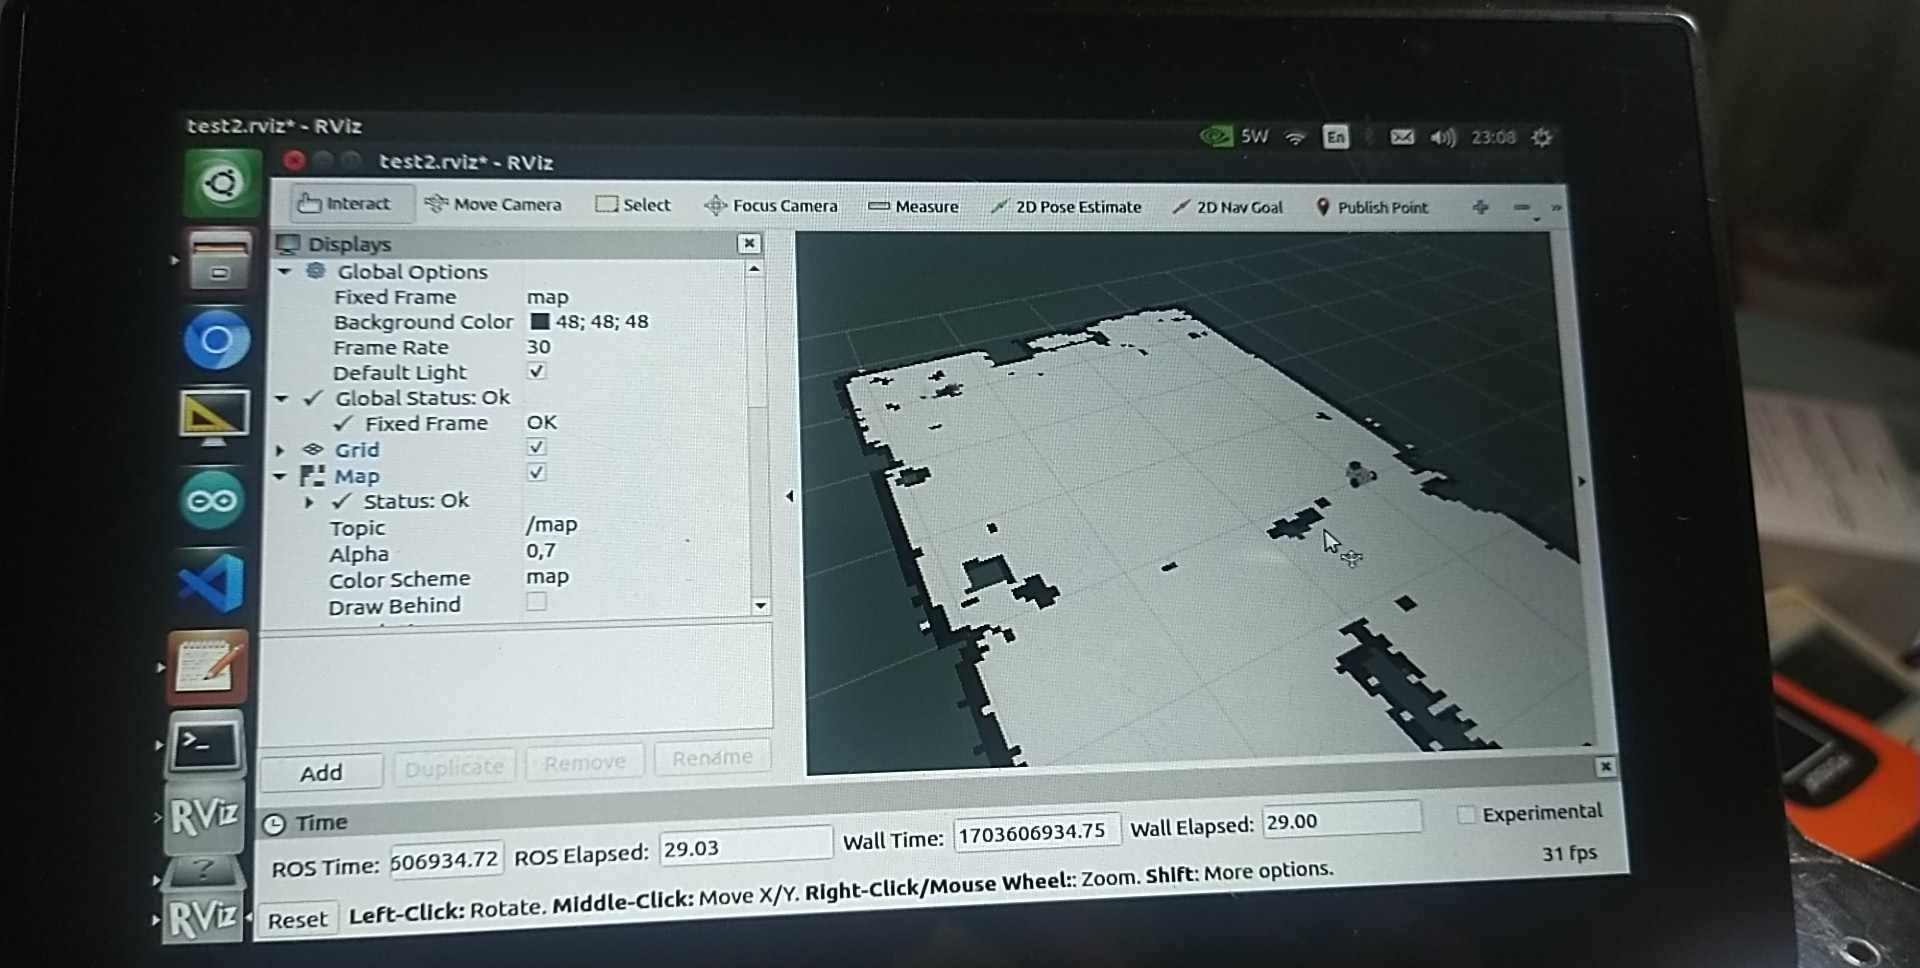 test2.rviz* - RViz
5W En 23:08
test2.rviz* - RViz
Interact Move Camera Select Focus Camera Measure 2D Pose Estimate 2D Nav Goal Publish Point »
Displays
Global Options
Fixed Frame map
Background Color 48; 48; 48
Frame Rate 30
Default Light
Global Status: Ok
Fixed Frame OK
Grid
Map
Status: Ok
Topic /map
Alpha 0,7
Color Scheme map
Draw Behind
Add Duplicate Remove Rename
RViz
Time
ROS Time: 606934.72 ROS Elapsed: 29.03 Wall Time: 1703606934.75 Wall Elapsed: 29.00 Experimental
?
RViz
Reset Left-Click: Rotate. Middle-Click: Move X/Y. Right-Click/Mouse Wheel:: Zoom. Shift: More options. 31 fps